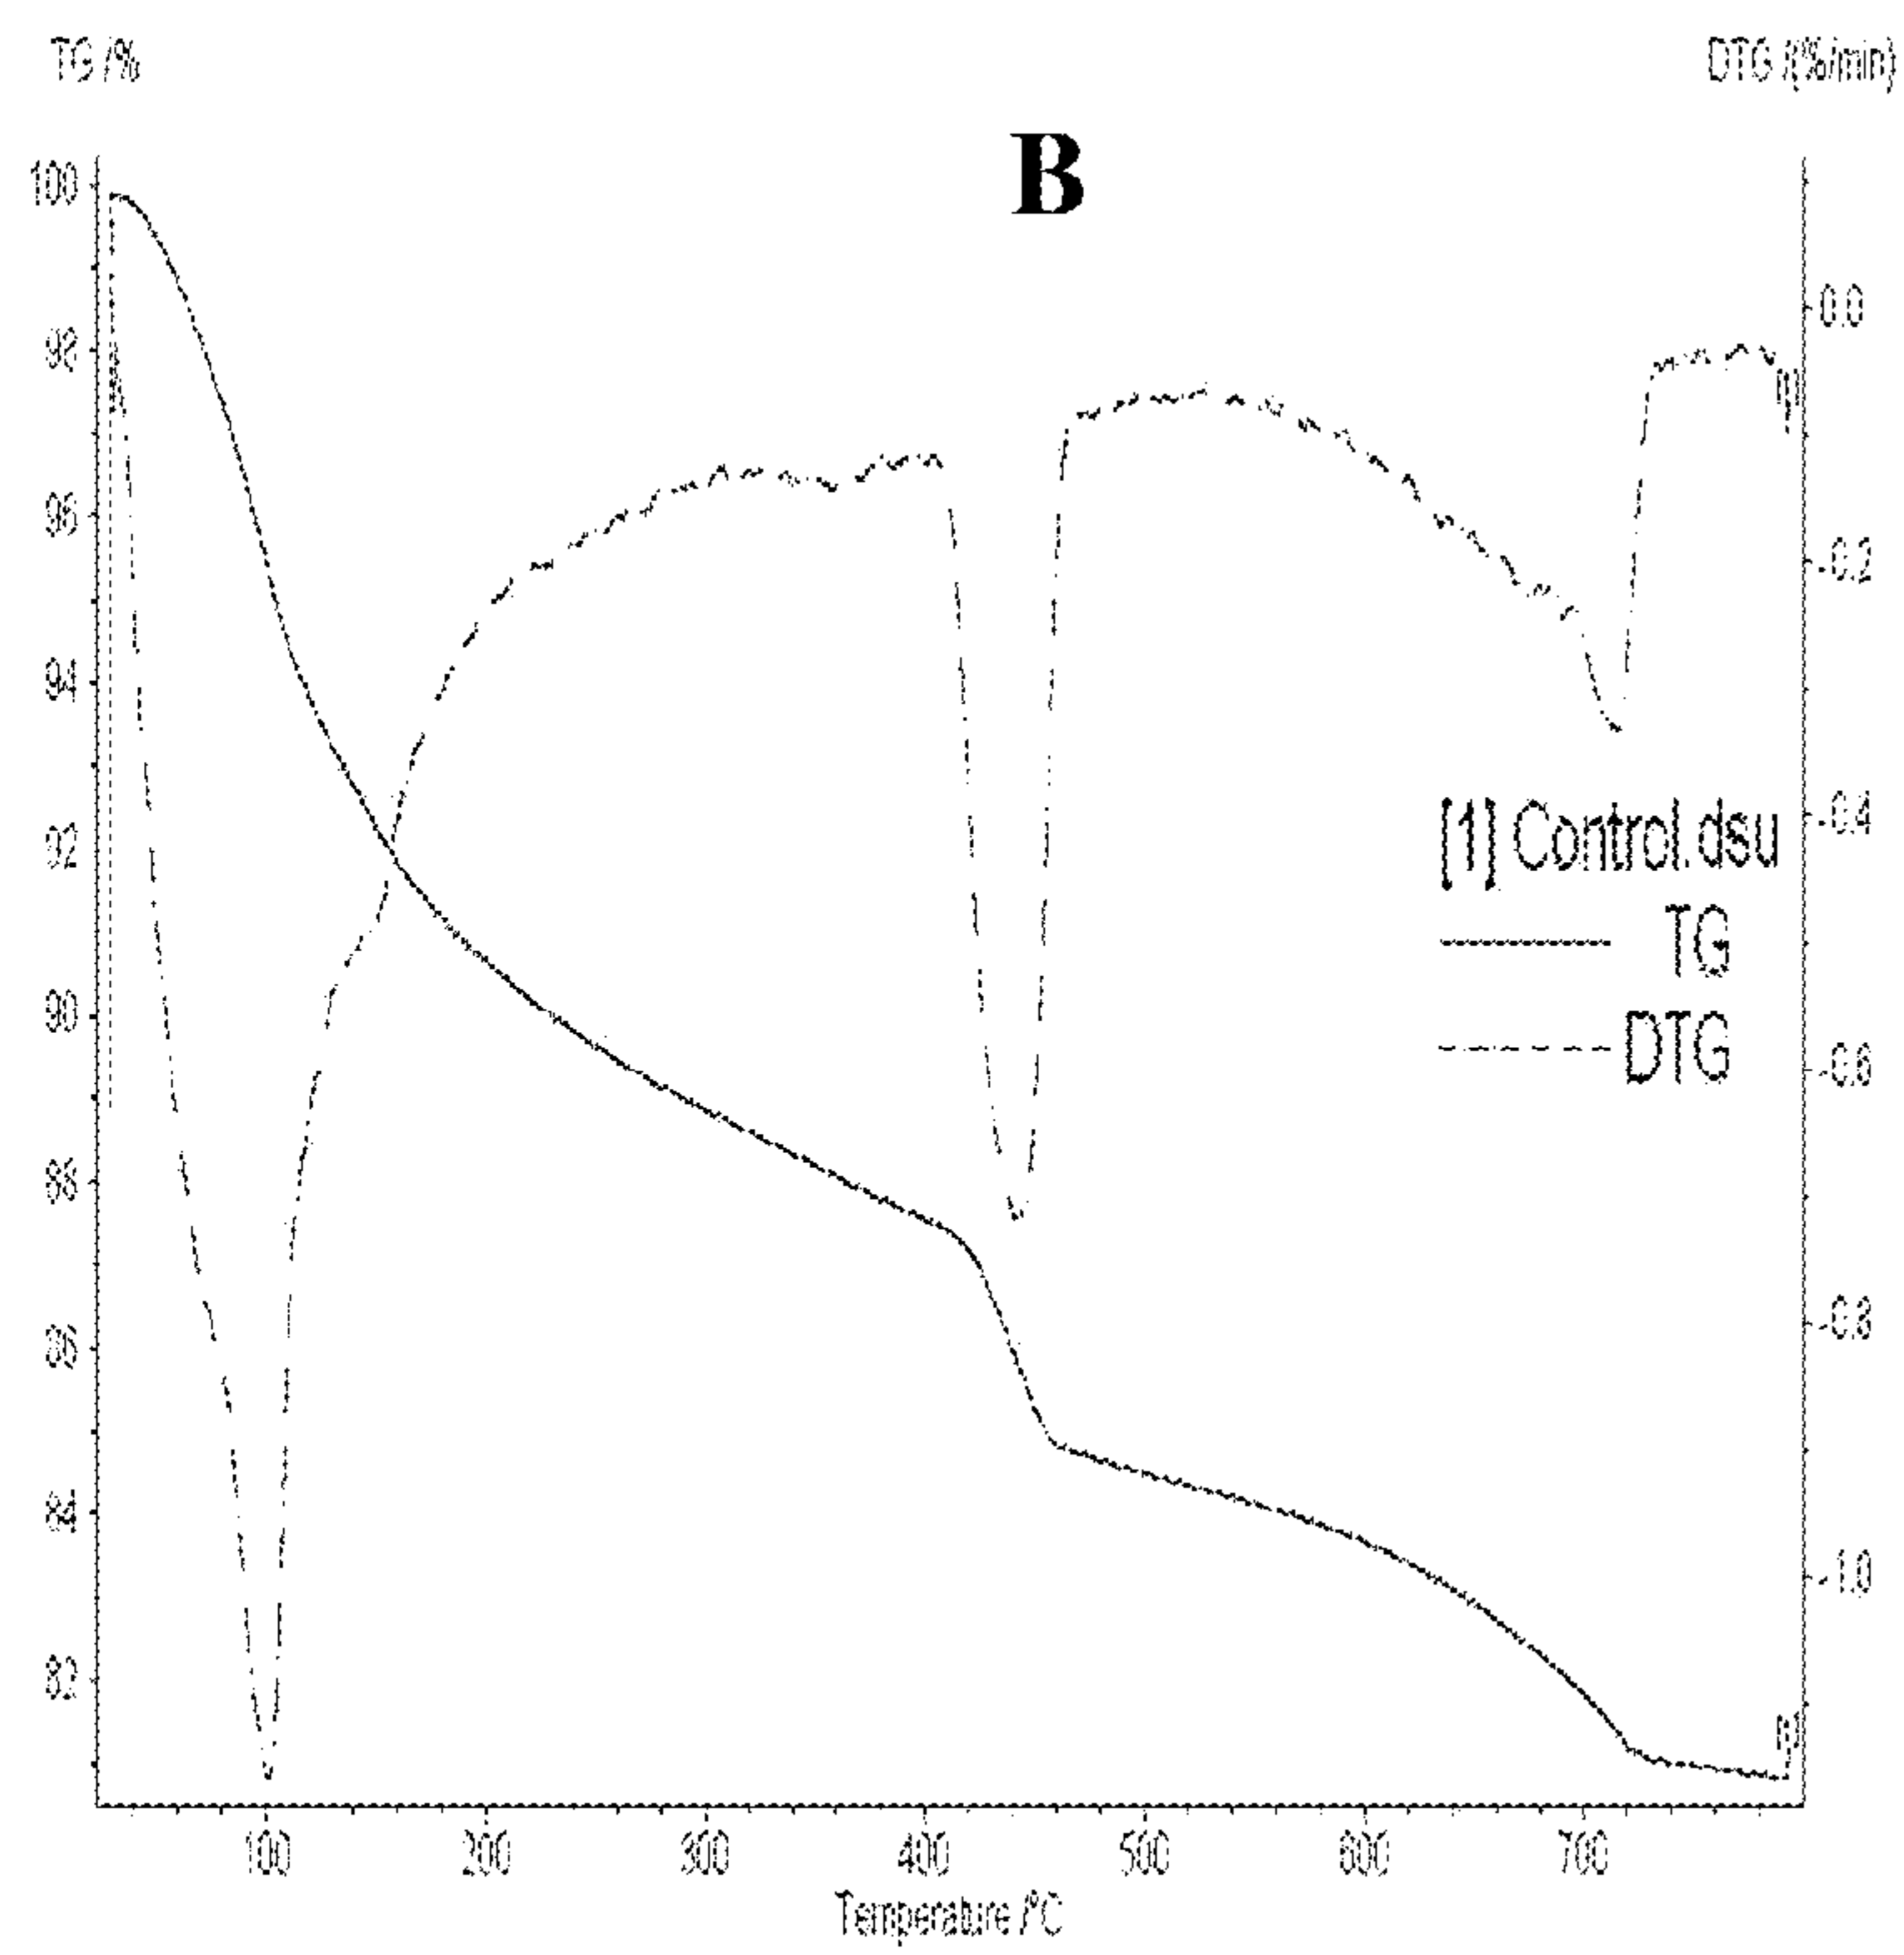 TG /% DTG /(%/min)
B
100
0.0
98
96
-0.2
94
-0.4
92
[1] Control.dsu
TG
90
DTG
-0.6
88
86
-0.8
84
-1.0
82
[1]
[1]
100 200 300 400 500 600 700
Temperature /°C